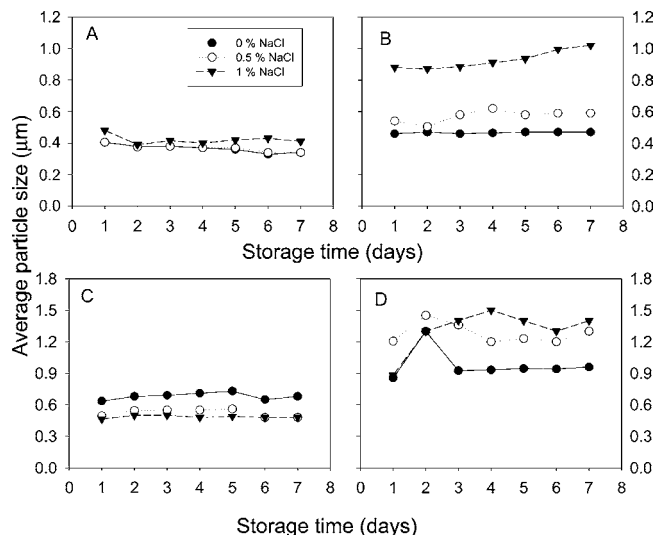 A
0 % NaCl
0.5 % NaCl
1 % NaCl
B
1.2 1.0 0.8 0.6 0.4 0.2 0.0
1.2 1.0 0.8 0.6 0.4 0.2 0.0
0 1 2 3 4 5 6 7 8
0 1 2 3 4 5 6 7 8
Storage time (days)
Average particle size (µm)
C
D
1.8 1.5 1.2 0.9 0.6 0.3 0.0
1.8 1.5 1.2 0.9 0.6 0.3 0.0
0 1 2 3 4 5 6 7 8
0 1 2 3 4 5 6 7 8
Storage time (days)